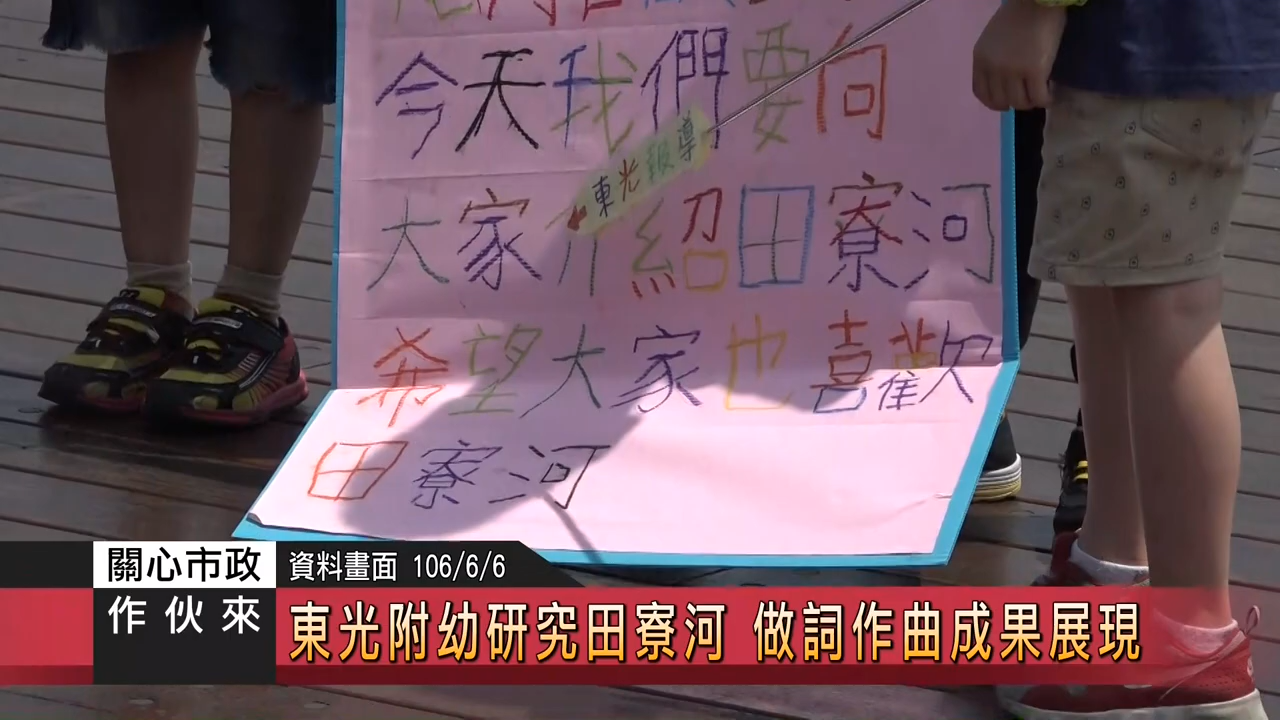 今天我們要向
東光報導
大家介紹田寮河
希望大家也喜歡
田寮河
關心市政
作伙來
資料畫面 106/6/6
東光附幼研究田寮河 做詞作曲成果展現